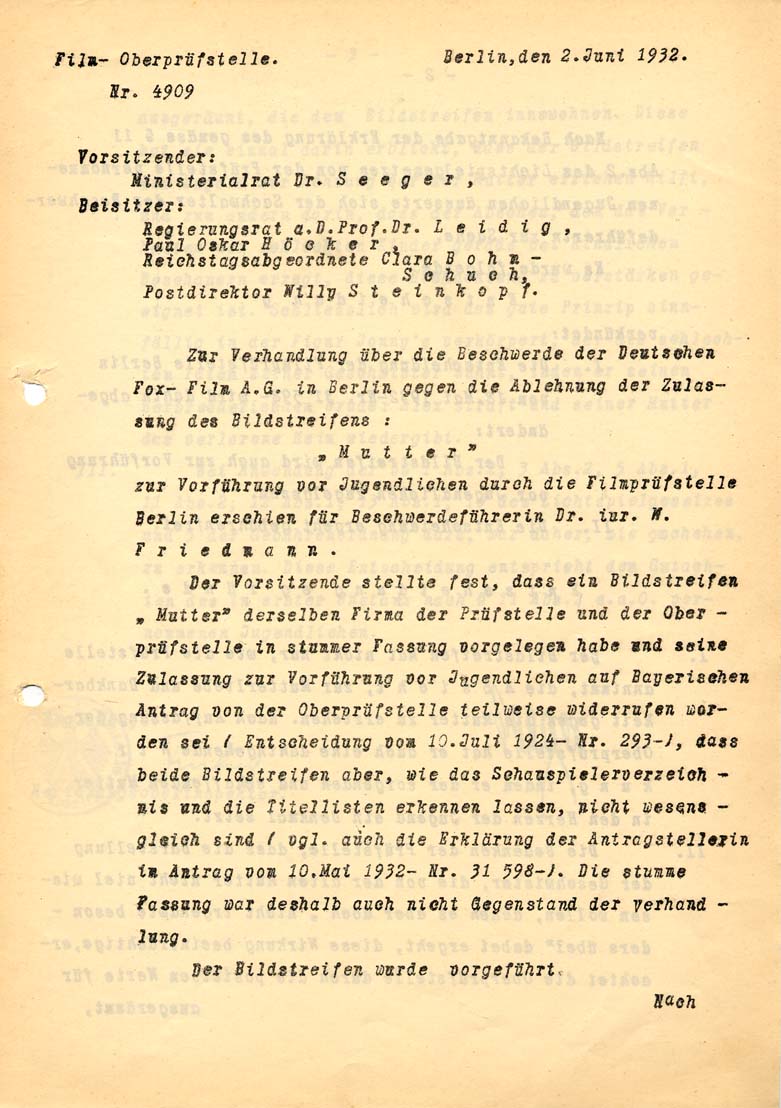 Film- Oberprüfstelle.
Berlin,den 2.Juni 1932.
Nr. 4909
Vorsitzender:
Ministerialrat Dr. S e e g e r ,
Beisitzer:
Regierungsrat a.D.Prof.Dr. L e i d i g ,
Paul Oskar H ö c k e r ,
Reichstagsabgeordnete Clara B o h m -
S c h u c h,
Postdirektor Willy S t e i n k o p f.
Zur Verhandlung über die Beschwerde der Deutschen
Fox- Film A.G. in Berlin gegen die Ablehnung der Zulas-
sung des Bildstreifens :
„ M u t t e r "
zur Vorführung vor Jugendlichen durch die Filmprüfstelle
Berlin erschien für Beschwerdeführerin Dr. iur. W.
F r i e d m a n n .
Der Vorsitzende stellte fest, dass ein Bildstreifen
„ Mutter" derselben Firma der Prüfstelle und der Ober -
prüfstelle in stummer Fassung vorgelegen habe und seine
Zulassung zur Vorführung vor Jugendlichen auf Bayerischen
Antrag von der Oberprüfstelle teilweise widerrufen wor-
den sei / Entscheidung vom 10.Juli 1924- Nr. 293-/, dass
beide Bildstreifen aber, wie das Schauspielerverzeich -
nis und die Titellisten erkennen lassen, nicht wesens -
gleich sind / vgl. auch die Erklärung der Antragstellerin
im Antrag vom 10.Mai 1932- Nr. 31 598-/. Die stumme
Fassung war deshalb auch nicht Gegenstand der Verhand -
lung.
Der Bildstreifen wurde vorgeführt.
Nach